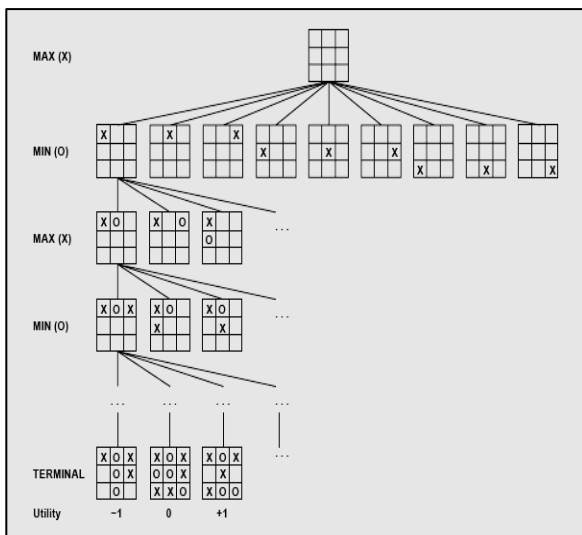 MAX (X)
X X X
MIN (O) X X X
X X X
X O X O X ...
MAX (X) O
X O X X O X O ...
MIN (O) X X
... ... ... ...
X O X X O X X O X ...
TERMINAL O X O O X X
O X X O X O O
Utility −1 0 +1